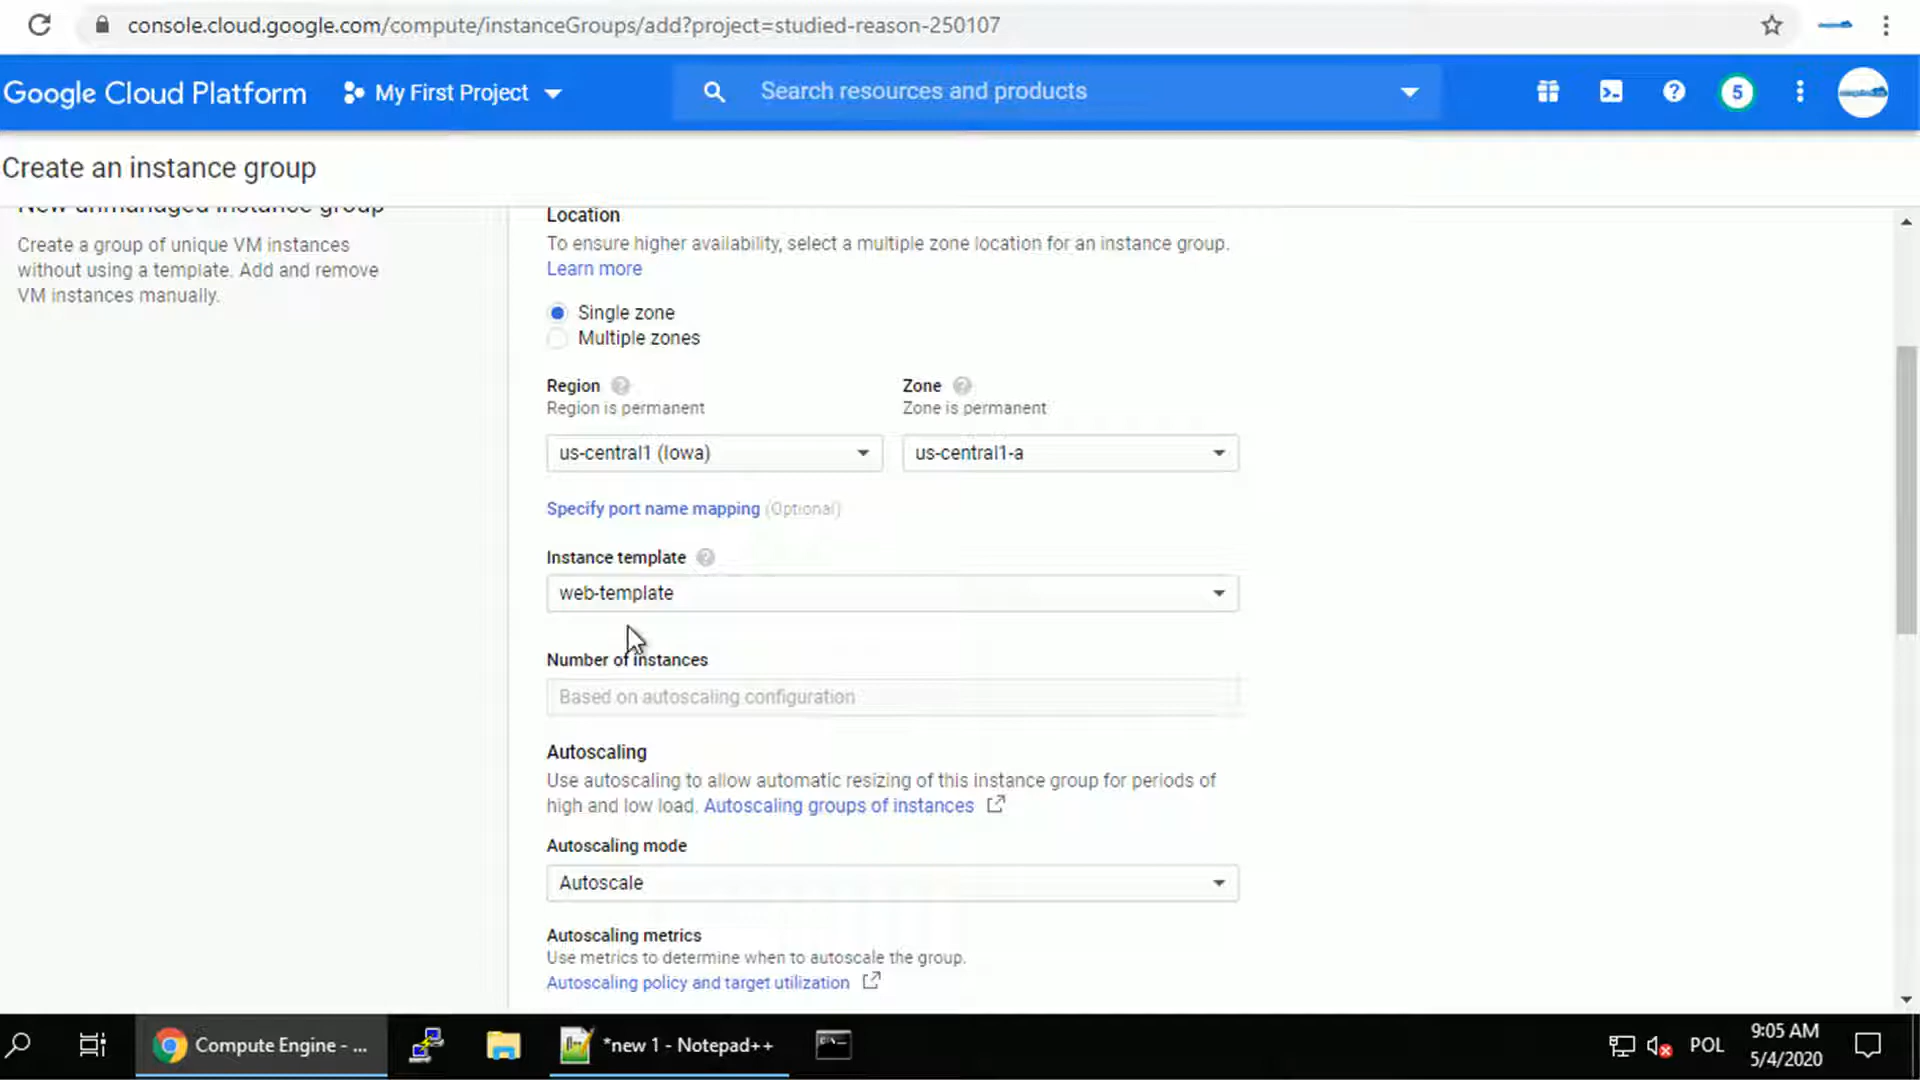 console.cloud.google.com/compute/instanceGroups/add?project=studied-reason-250107
Google Cloud Platform
My First Project
Search resources and products
5
Create an instance group
New unmanaged instance group
Create a group of unique VM instances
without using a template. Add and remove
VM instances manually.
Location
To ensure higher availability, select a multiple zone location for an instance group.
Learn more
Single zone
Multiple zones
Region
Region is permanent
us-central1 (Iowa)
Zone
Zone is permanent
us-central1-a
Specify port name mapping (Optional)
Instance template
web-template
Number of instances
Based on autoscaling configuration
Autoscaling
Use autoscaling to allow automatic resizing of this instance group for periods of
high and low load. Autoscaling groups of instances
Autoscaling mode
Autoscale
Autoscaling metrics
Use metrics to determine when to autoscale the group.
Autoscaling policy and target utilization
Compute Engine - ...
*new 1 - Notepad++
POL
9:05 AM
5/4/2020